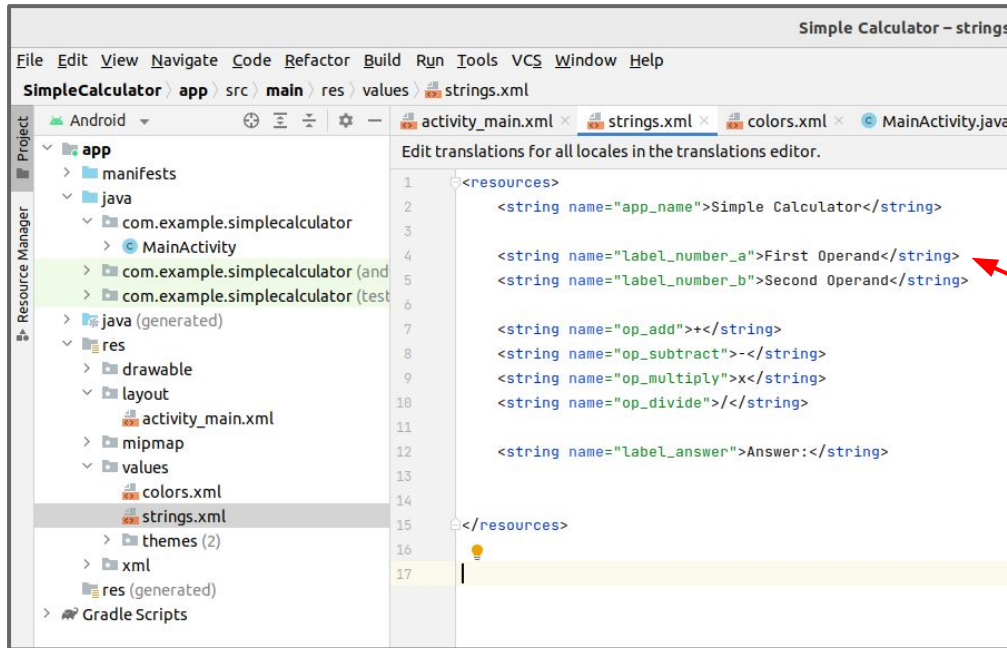 Simple Calculator – strings
File Edit View Navigate Code Refactor Build Run Tools VCS Window Help
SimpleCalculator app src main res values strings.xml
Project
Resource Manager
Android
app
manifests
java
com.example.simplecalculator
MainActivity
com.example.simplecalculator (and
com.example.simplecalculator (test
java (generated)
res
drawable
layout
activity_main.xml
mipmap
values
colors.xml
strings.xml
themes (2)
xml
res (generated)
Gradle Scripts
activity_main.xml strings.xml colors.xml MainActivity.java
Edit translations for all locales in the translations editor.
1 <resources>
2 <string name="app_name">Simple Calculator</string>
3
4 <string name="label_number_a">First Operand</string>
5 <string name="label_number_b">Second Operand</string>
6
7 <string name="op_add">+</string>
8 <string name="op_subtract">-</string>
9 <string name="op_multiply">x</string>
10 <string name="op_divide">/</string>
11
12 <string name="label_answer">Answer:</string>
13
14
15 </resources>
16
17